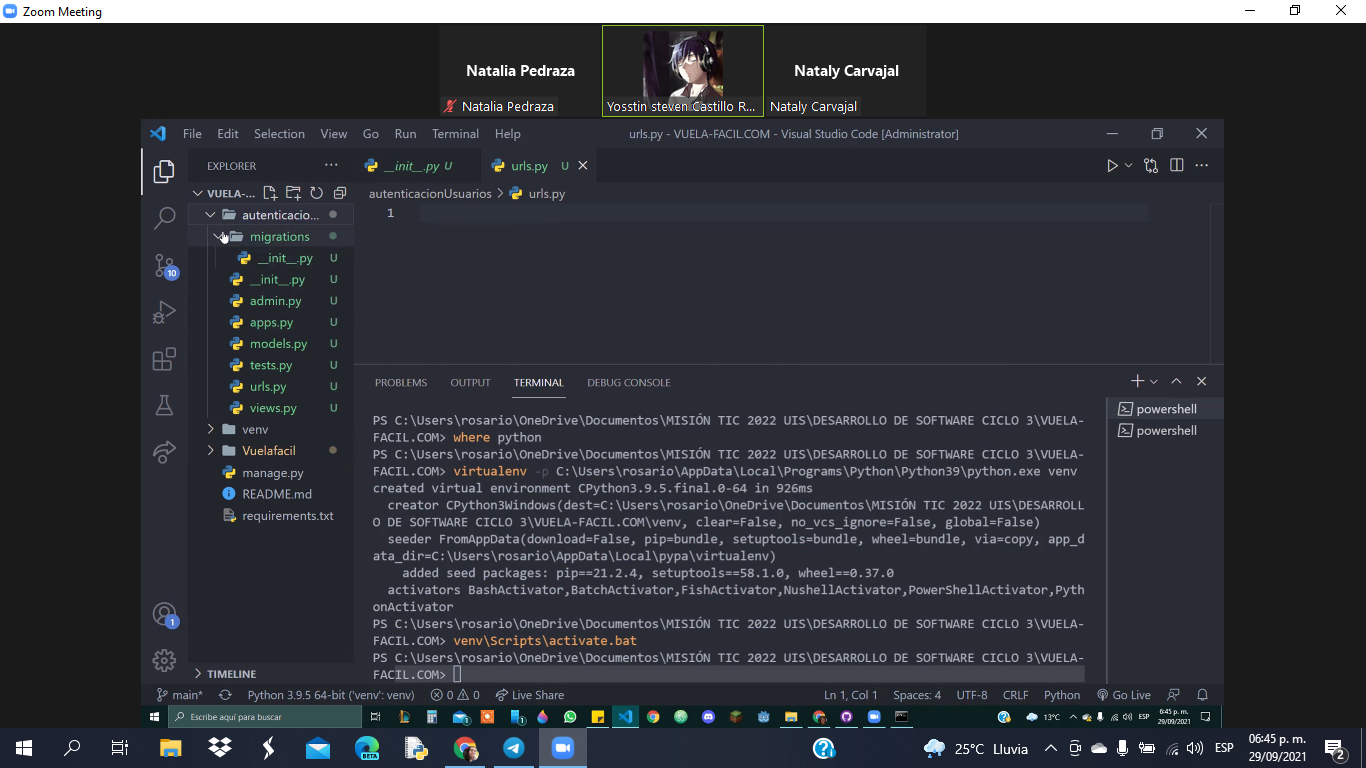 Zoom Meeting
Natalia Pedraza
Natalia Pedraza
Yosstin steven Castillo R...
Nataly Carvajal
Nataly Carvajal
File Edit Selection View Go Run Terminal Help
urls.py - VUELA-FACIL.COM - Visual Studio Code [Administrator]
EXPLORER
__init__.py U
urls.py U
VUELA-...
autenticacionUsuarios > urls.py
1
autenticacio...
migrations
__init__.py U
__init__.py U
admin.py U
apps.py U
models.py U
tests.py U
urls.py U
views.py U
venv
Vuelafacil
manage.py
README.md
requirements.txt
TIMELINE
10
1
PROBLEMS OUTPUT TERMINAL DEBUG CONSOLE
powershell
powershell
PS C:\Users\rosario\OneDrive\Documentos\MISIÓN TIC 2022 UIS\DESARROLLO DE SOFTWARE CICLO 3\VUELA-
FACIL.COM> where python
PS C:\Users\rosario\OneDrive\Documentos\MISIÓN TIC 2022 UIS\DESARROLLO DE SOFTWARE CICLO 3\VUELA-
FACIL.COM> virtualenv -p C:\Users\rosario\AppData\Local\Programs\Python\Python39\python.exe venv
created virtual environment CPython3.9.5.final.0-64 in 926ms
creator CPython3Windows(dest=C:\Users\rosario\OneDrive\Documentos\MISIÓN TIC 2022 UIS\DESARROLL
O DE SOFTWARE CICLO 3\VUELA-FACIL.COM\venv, clear=False, no_vcs_ignore=False, global=False)
seeder FromAppData(download=False, pip=bundle, setuptools=bundle, wheel=bundle, via=copy, app_d
ata_dir=C:\Users\rosario\AppData\Local\pypa\virtualenv)
added seed packages: pip==21.2.4, setuptools==58.1.0, wheel==0.37.0
activators BashActivator,BatchActivator,FishActivator,NushellActivator,PowerShellActivator,Pyth
onActivator
PS C:\Users\rosario\OneDrive\Documentos\MISIÓN TIC 2022 UIS\DESARROLLO DE SOFTWARE CICLO 3\VUELA-
FACIL.COM> venv\Scripts\activate.bat
PS C:\Users\rosario\OneDrive\Documentos\MISIÓN TIC 2022 UIS\DESARROLLO DE SOFTWARE CICLO 3\VUELA-
FACIL.COM>
main* Python 3.9.5 64-bit ('venv': venv) 0 0 Live Share
Ln 1, Col 1 Spaces: 4 UTF-8 CRLF Python Go Live
Escribe aquí para buscar
13°C ESP 6:45 p. m.
29/09/2021
BETA
25°C Lluvia ESP 06:45 p. m.
29/09/2021
2